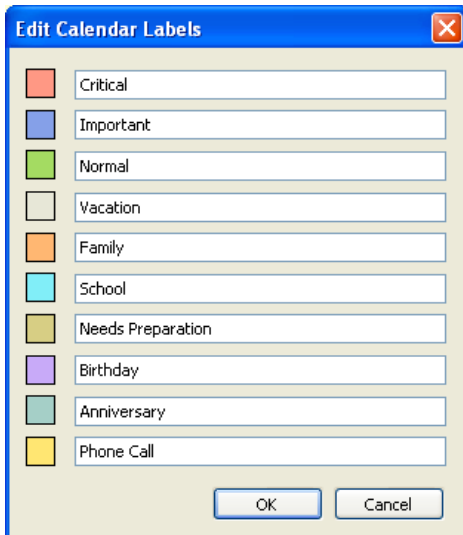 Edit Calendar Labels
Critical
Important
Normal
Vacation
Family
School
Needs Preparation
Birthday
Anniversary
Phone Call
OK Cancel